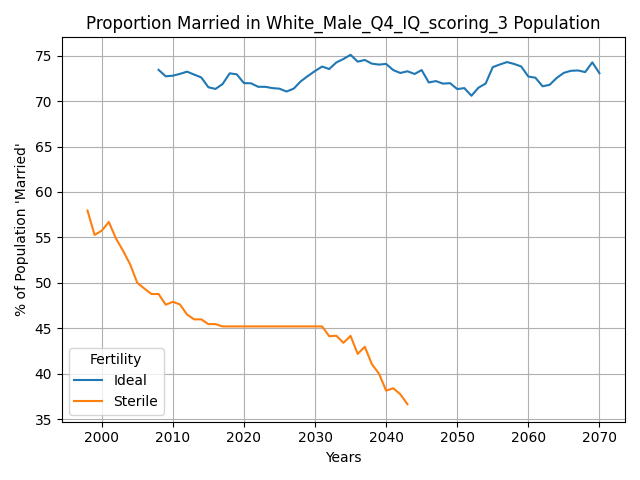 Proportion Married in White_Male_Q4_IQ_scoring_3 Population
% of Population 'Married'
75
70
65
60
55
50
45
40
35
Fertility
Ideal
Sterile
2000 2010 2020 2030 2040 2050 2060 2070
Years